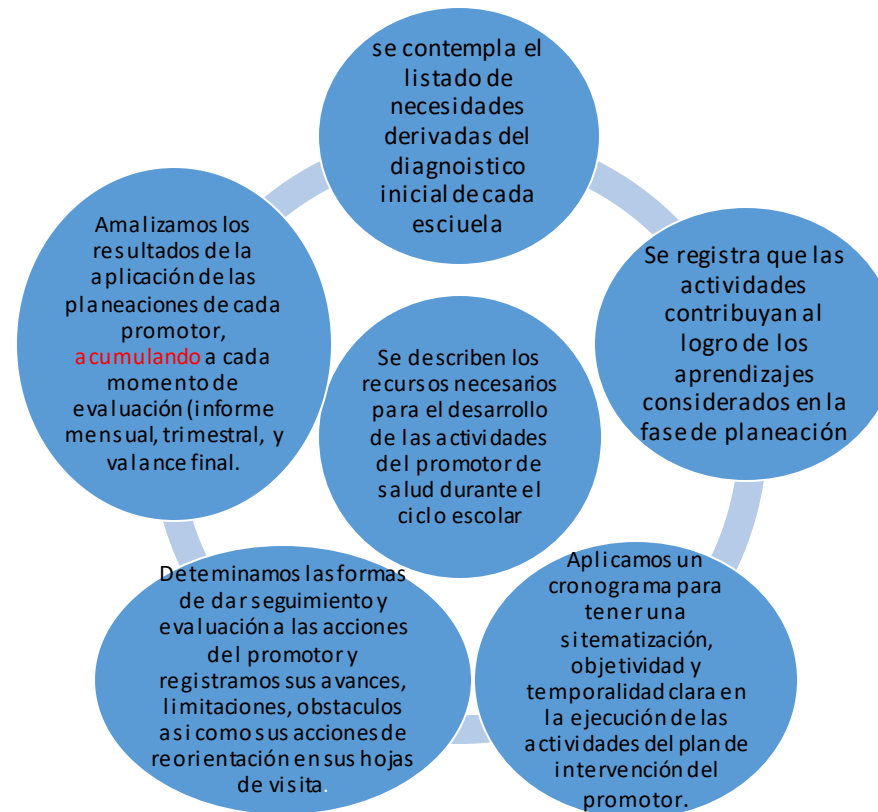 se contempla el
listado de
necesidades
derivadas del
diagnoistico
inicial de cada
esciuela
Se registra que las
actividades
contribuyan al
logro de los
aprendizajes
considerados en la
fase de planeación
Aplicamos un
cronograma para
tener una
sitematización,
objetividad y
temporalidad clara en
la ejecución de las
actividades del plan de
intervención del
promotor.
Deteminamos las formas
de dar seguimiento y
evaluación a las acciones
del promotor y
registramos sus avances,
limitaciones, obstaculos
asi como sus acciones de
reorientación en sus hojas
de visita.
Amalizamos los
resultados de la
aplicación de las
planeaciones de cada
promotor,
acumulando a cada
momento de
evaluación (informe
mensual, trimestral, y
valance final.
Se describen los
recursos necesarios
para el desarrollo
de las actividades
del promotor de
salud durante el
ciclo escolar